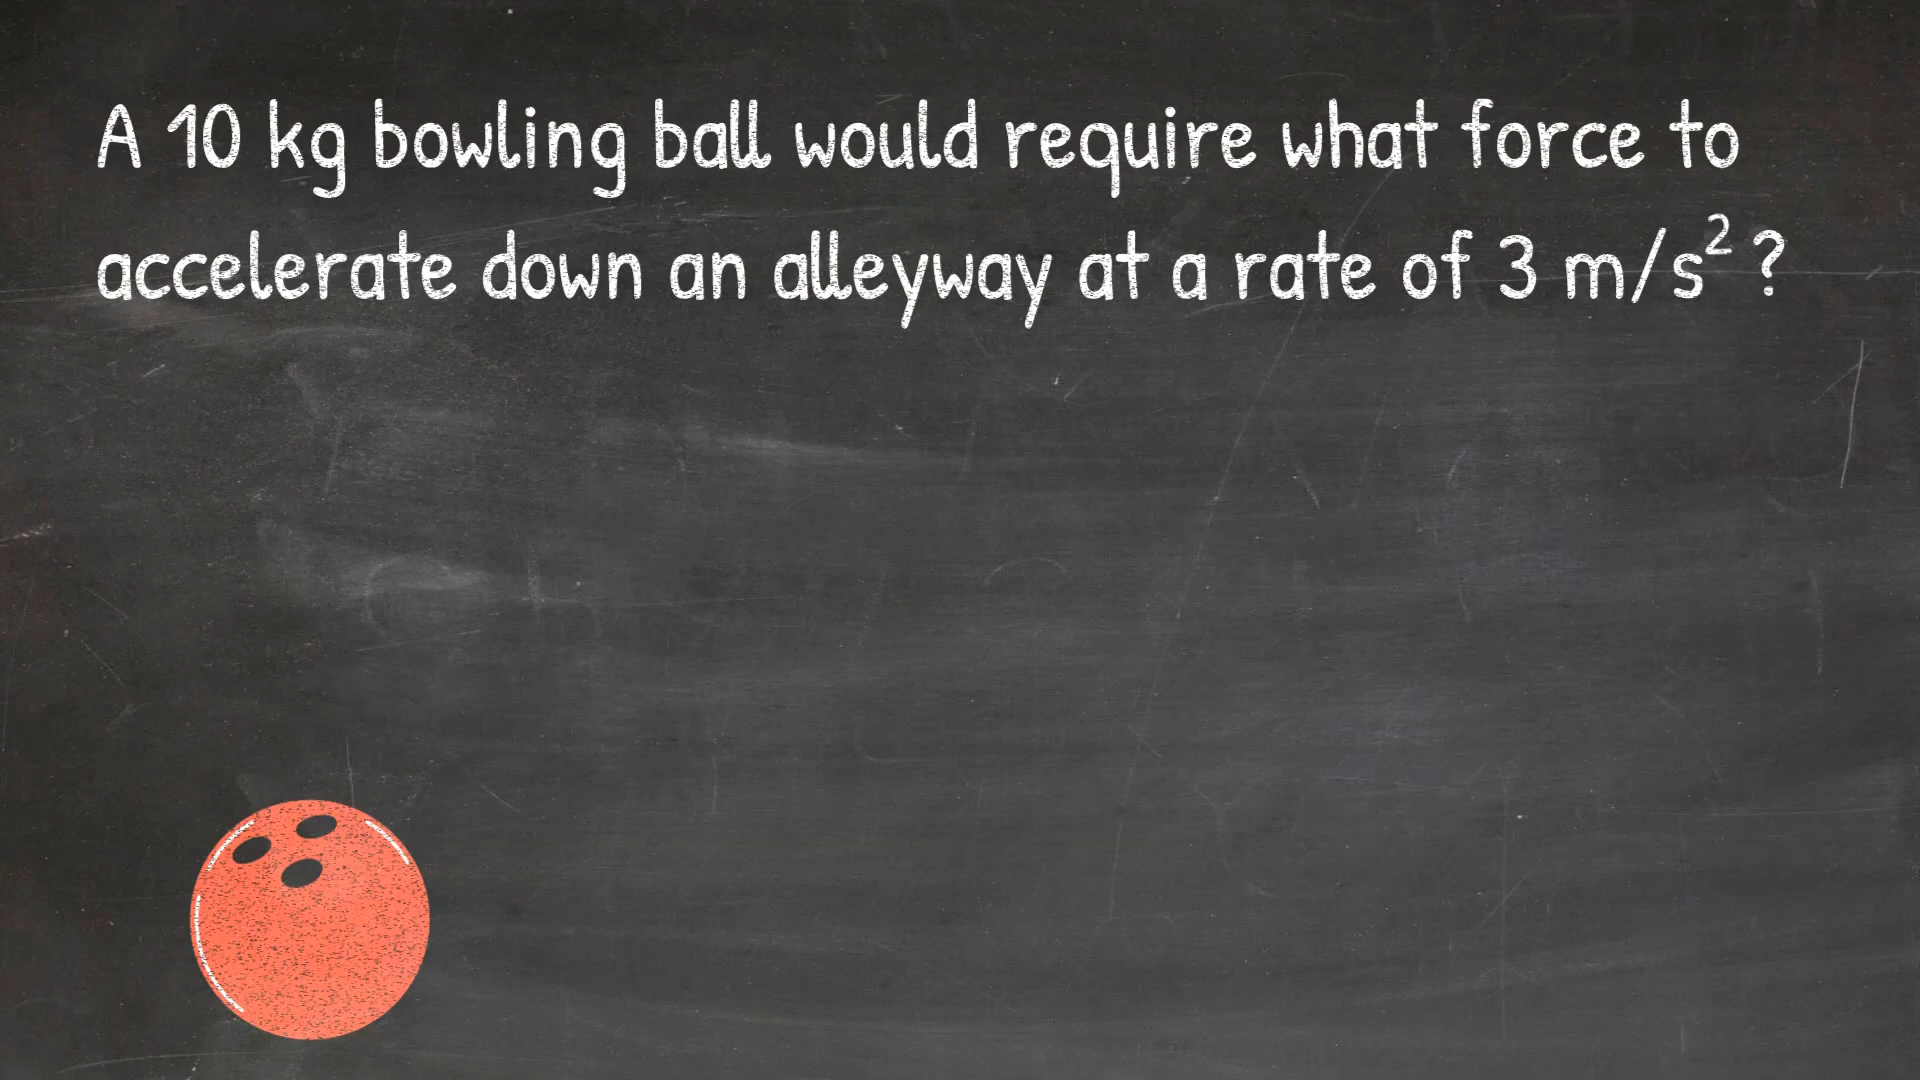 A 10 kg bowling ball would require what force to
accelerate down an alleyway at a rate of 3 m/s² ?